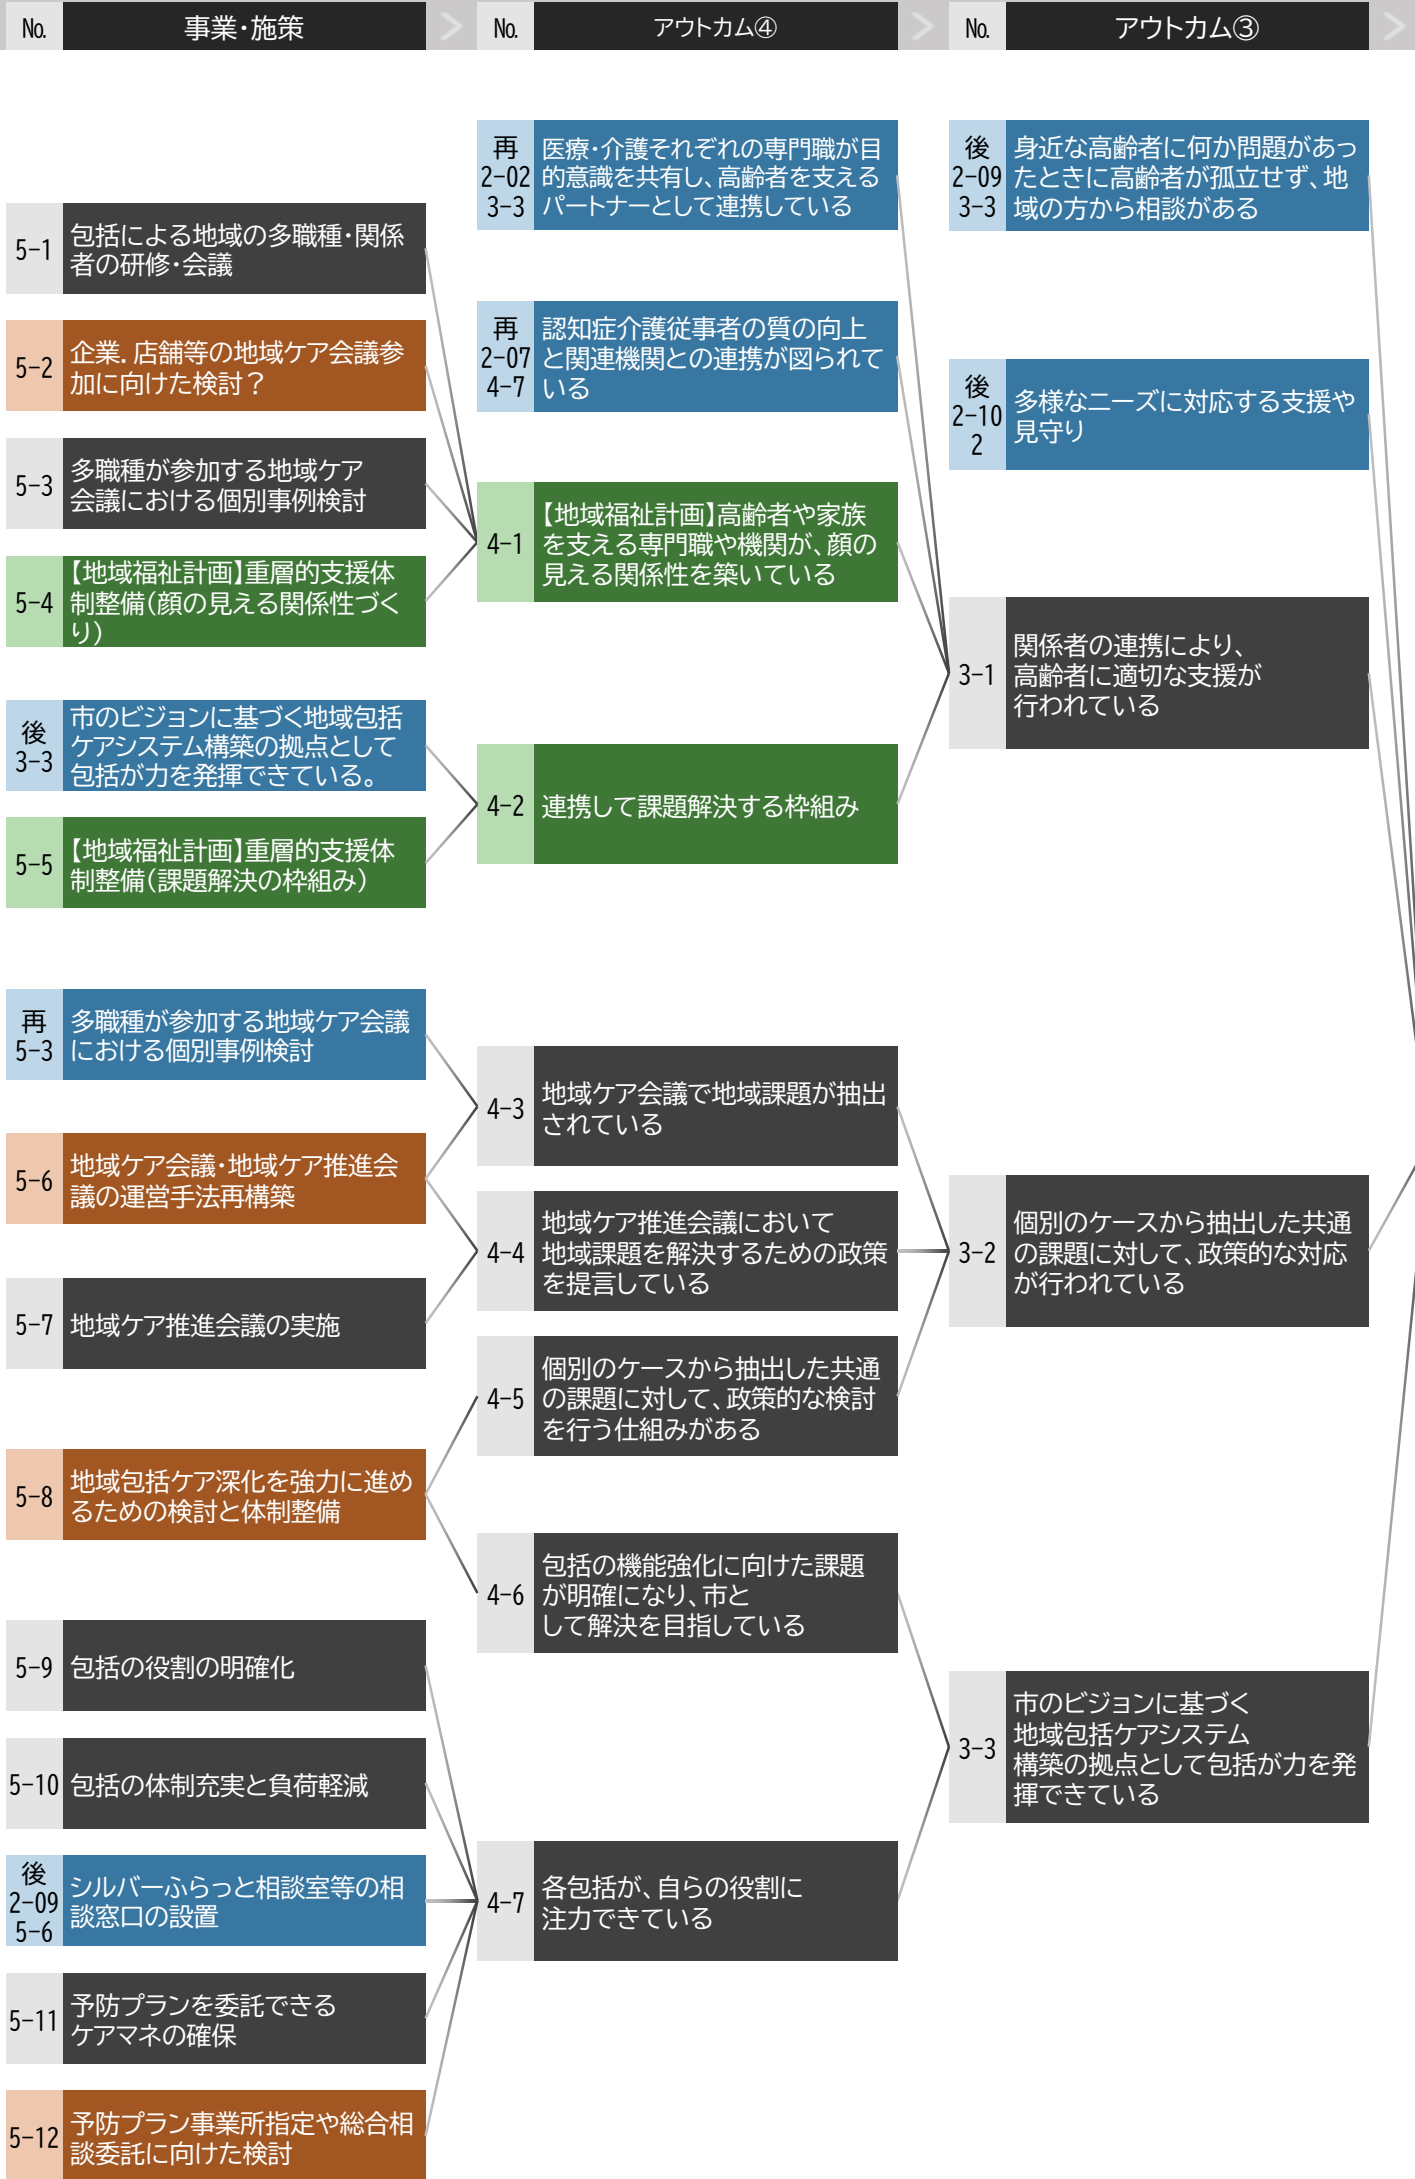 No.
事業・施策
No.
アウトカム④
No.
アウトカム③
5-1
包括による地域の多職種・関係
者の研修・会議
5-2
企業．店舗等の地域ケア会議参
加に向けた検討？
5-3
多職種が参加する地域ケア
会議における個別事例検討
5-4
【地域福祉計画】重層的支援体
制整備（顔の見える関係性づく
り）
後
3-3
市のビジョンに基づく地域包括
ケアシステム構築の拠点として
包括が力を発揮できている。
5-5
【地域福祉計画】重層的支援体
制整備（課題解決の枠組み）
再
5-3
多職種が参加する地域ケア会議
における個別事例検討
5-6
地域ケア会議・地域ケア推進会
議の運営手法再構築
5-7
地域ケア推進会議の実施
5-8
地域包括ケア深化を強力に進め
るための検討と体制整備
5-9
包括の役割の明確化
5-10
包括の体制充実と負荷軽減
後
2-09
5-6
シルバーふらっと相談室等の相
談窓口の設置
5-11
予防プランを委託できる
ケアマネの確保
5-12
予防プラン事業所指定や総合相
談委託に向けた検討
再
2-02
3-3
医療・介護それぞれの専門職が目
的意識を共有し、高齢者を支える
パートナーとして連携している
再
2-07
4-7
認知症介護従事者の質の向上
と関連機関との連携が図られて
いる
4-1
【地域福祉計画】高齢者や家族
を支える専門職や機関が、顔の
見える関係性を築いている
4-2
連携して課題解決する枠組み
4-3
地域ケア会議で地域課題が抽出
されている
4-4
地域ケア推進会議において
地域課題を解決するための政策
を提言している
4-5
個別のケースから抽出した共通
の課題に対して、政策的な検討
を行う仕組みがある
4-6
包括の機能強化に向けた課題
が明確になり、市と
して解決を目指している
4-7
各包括が、自らの役割に
注力できている
後
2-09
3-3
身近な高齢者に何か問題があっ
たときに高齢者が孤立せず、地
域の方から相談がある
後
2-10
2
多様なニーズに対応する支援や
見守り
3-1
関係者の連携により、
高齢者に適切な支援が
行われている
3-2
個別のケースから抽出した共通
の課題に対して、政策的な対応
が行われている
3-3
市のビジョンに基づく
地域包括ケアシステム
構築の拠点として包括が力を発
揮できている